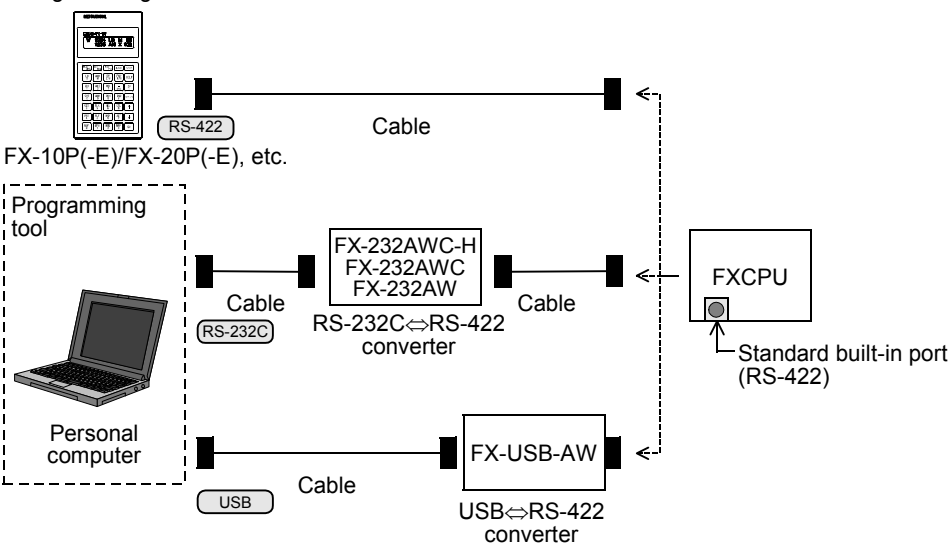 RS-422
Cable
FX-10P(-E)/FX-20P(-E), etc.
Programming
tool
Personal
computer
Cable
RS-232C
FX-232AWC-H
FX-232AWC
FX-232AW
RS-232C⇔RS-422
converter
Cable
FXCPU
Standard built-in port
(RS-422)
Cable
USB
FX-USB-AW
USB⇔RS-422
converter